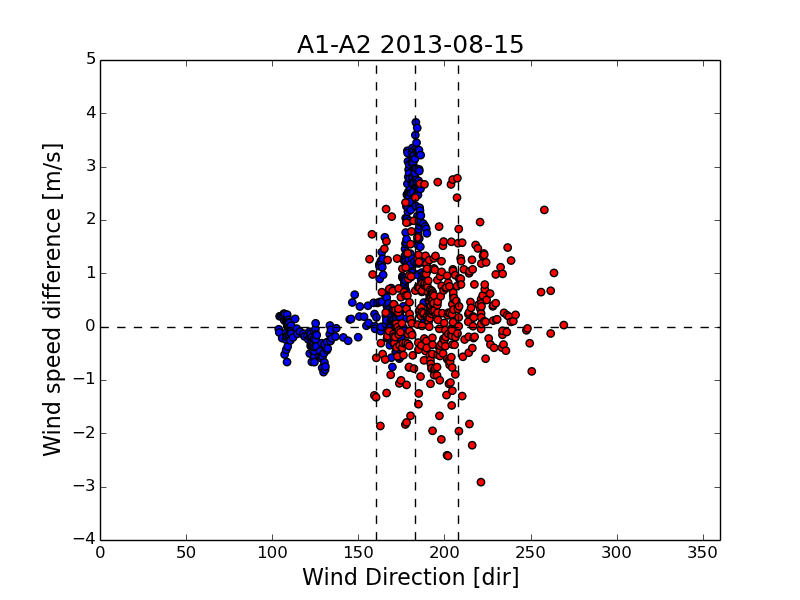 A1-A2 2013-08-15
5
4
3
2
1
0
−1
−2
−3
−4
Wind speed difference [m/s]
0 50 100 150 200 250 300 350
Wind Direction [dir]